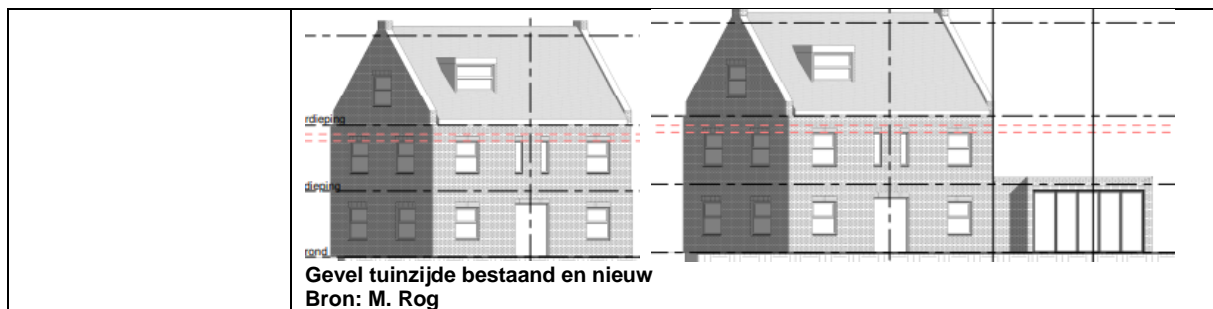 rdieping
dieping
rond
Gevel tuinzijde bestaand en nieuw
Bron: M. Rog